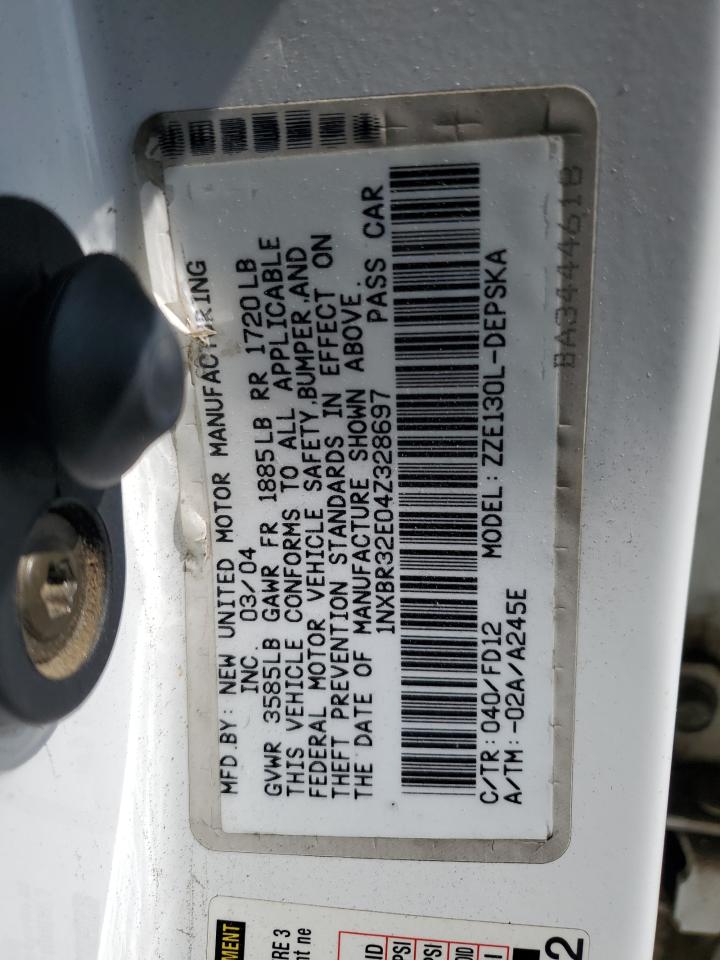 MFD.BY: NEW UNITED MOTOR MANUFACTURING
INC. 03/04
GVWR 3585LB GAWR FR 1885LB RR 1720LB
THIS VEHICLE CONFORMS TO ALL APPLICABLE
FEDERAL MOTOR VEHICLE SAFETY,BUMPER,AND
THEFT PREVENTION STANDARDS IN EFFECT ON
THE DATE OF MANUFACTURE SHOWN ABOVE.
1NXBR32E04Z328697 PASS CAR
C/TR:040/FD12 MODEL:ZZE130L-DEPSKA
A/TM:-02A/A245E
BA3444461B